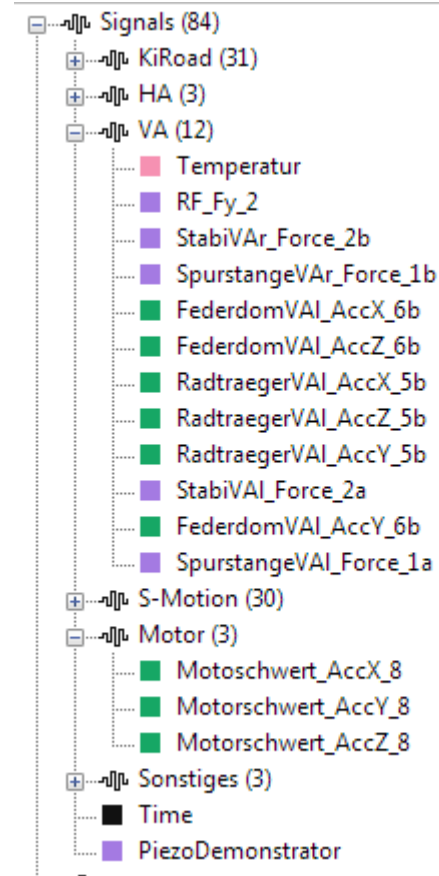 Signals (84)
KiRoad (31)
HA (3)
VA (12)
Temperatur
RF_Fy_2
StabiVAr_Force_2b
SpurstangeVAr_Force_1b
FederdomVAl_AccX_6b
FederdomVAl_AccZ_6b
RadtraegerVAl_AccX_5b
RadtraegerVAl_AccZ_5b
RadtraegerVAl_AccY_5b
StabiVAl_Force_2a
FederdomVAl_AccY_6b
SpurstangeVAl_Force_1a
S-Motion (30)
Motor (3)
Motoschwert_AccX_8
Motorschwert_AccY_8
Motorschwert_AccZ_8
Sonstiges (3)
Time
PiezoDemonstrator